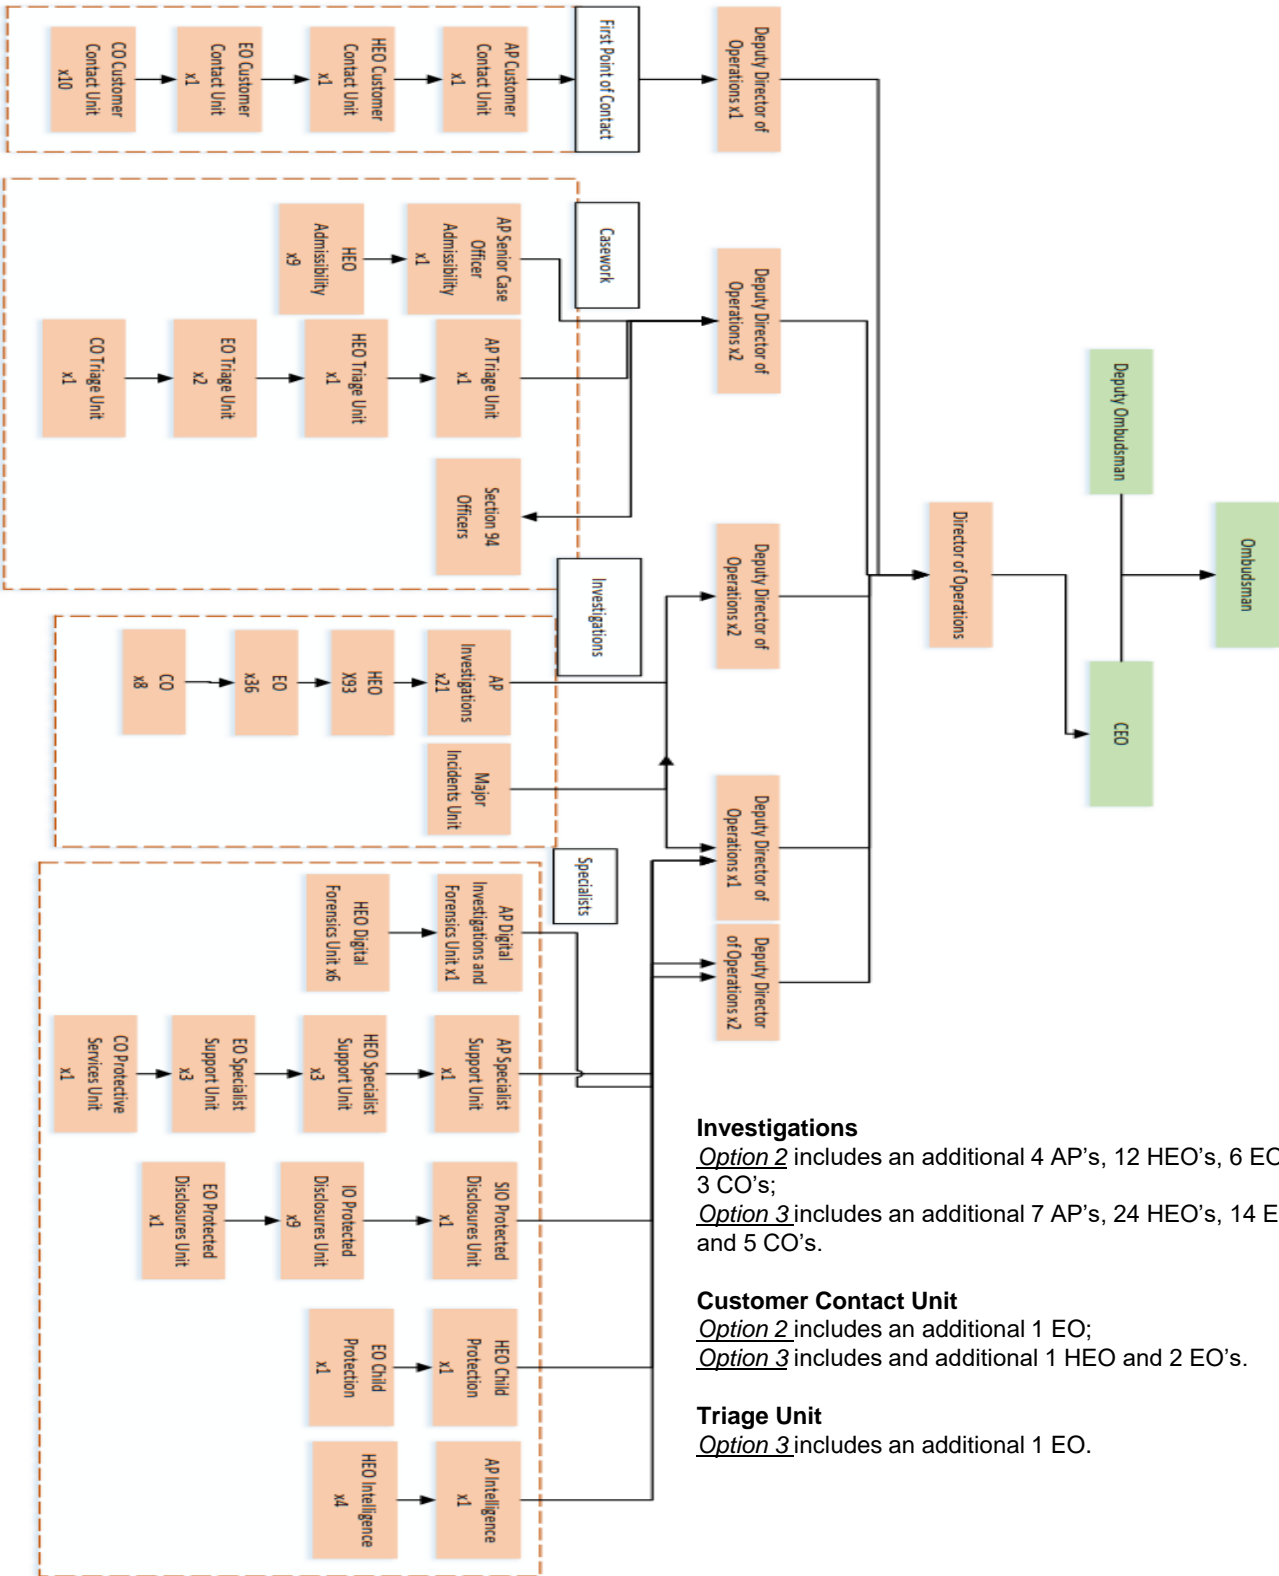 Ombudsman
Deputy Ombudsman
CEO
Director of Operations
Deputy Director of
Operations x1
Deputy Director of
Operations x2
Deputy Director of
Operations x2
Deputy Director of
Operations x1
Deputy Director
of Operations x2
First Point of Contact
AP Customer
Contact Unit
x1
HEO Customer
Contact Unit
x1
EO Customer
Contact Unit
x1
CO Customer
Contact Unit
x10
Casework
AP Senior Case
Officer
Admissibility
x1
HEO
Admissibility
x9
AP Triage Unit
x1
HEO Triage Unit
x1
EO Triage Unit
x2
CO Triage Unit
x1
Section 94
Officers
Investigations
AP
Investigations
x21
HEO
X93
EO
x36
CO
x8
Major
Incidents Unit
Specialists
AP Digital
Investigations and
Forensics Unit x1
HEO Digital
Forensics Unit x6
AP Specialist
Support Unit
x1
HEO Specialist
Support Unit
x3
EO Specialist
Support Unit
x3
CO Protective
Services Unit
x1
SIO Protected
Disclosures Unit
x1
IO Protected
Disclosures Unit
x9
EO Protected
Disclosures Unit
x1
HEO Child
Protection
x1
EO Child
Protection
x1
AP Intelligence
x1
HEO Intelligence
x4
Investigations
Option 2 includes an additional 4 AP's, 12 HEO's, 6 EO
3 CO's;
Option 3 includes an additional 7 AP's, 24 HEO's, 14 E
and 5 CO's.
Customer Contact Unit
Option 2 includes an additional 1 EO;
Option 3 includes and additional 1 HEO and 2 EO's.
Triage Unit
Option 3 includes an additional 1 EO.